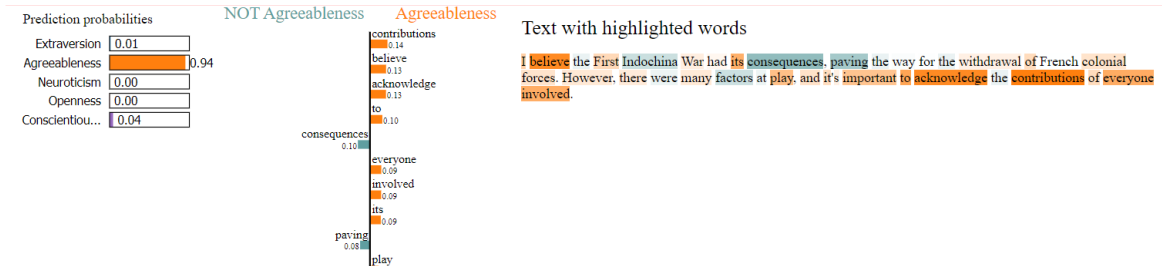 Prediction probabilities
Extraversion 0.01
Agreeableness 0.94
Neuroticism 0.00
Openness 0.00
Conscientiou... 0.04
NOT Agreeableness Agreeableness
contributions
0.14
believe
0.13
acknowledge
0.13
to
0.10
consequences
0.10
everyone
0.09
involved
0.09
its
0.09
paving
0.08
play
Text with highlighted words
I believe the First Indochina War had its consequences, paving the way for the withdrawal of French colonial
forces. However, there were many factors at play, and it's important to acknowledge the contributions of everyone
involved.